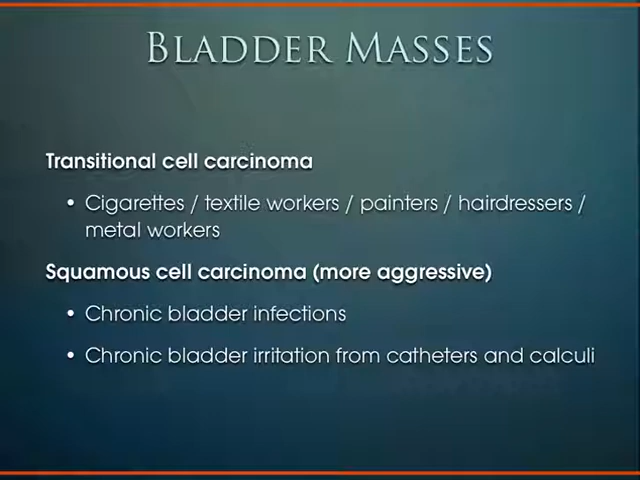 Bladder Masses
Transitional cell carcinoma
• Cigarettes / textile workers / painters / hairdressers /
metal workers
Squamous cell carcinoma (more aggressive)
• Chronic bladder infections
• Chronic bladder irritation from catheters and calculi